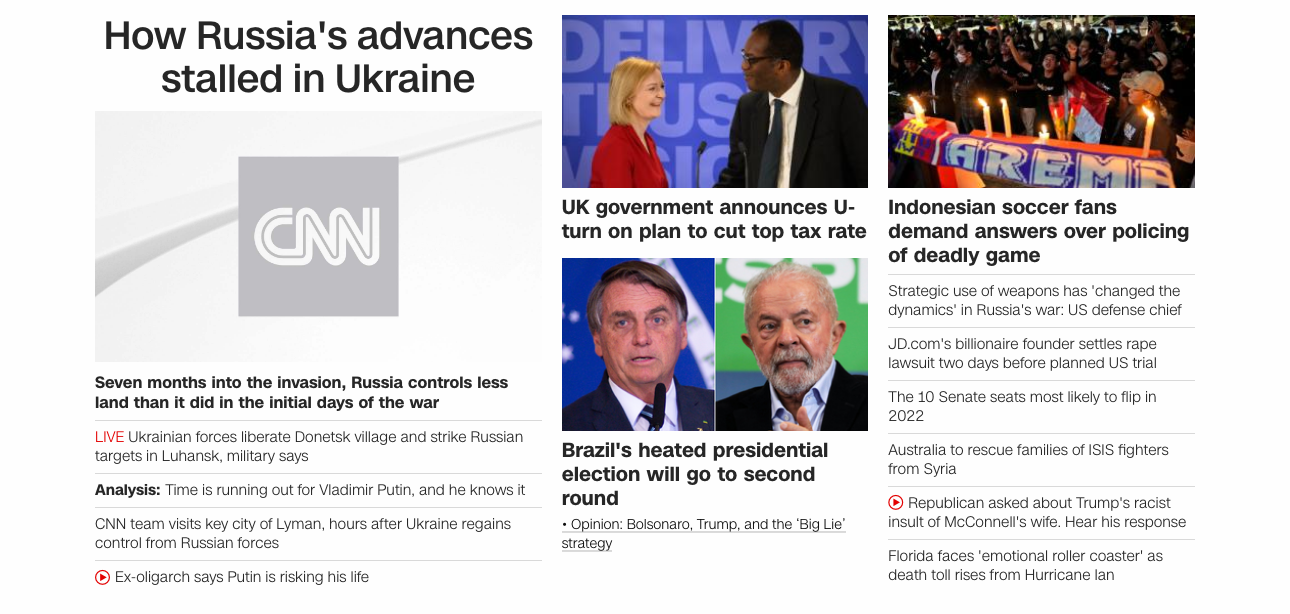 How Russia's advances
stalled in Ukraine
CNN
Seven months into the invasion, Russia controls less
land than it did in the initial days of the war
LIVE Ukrainian forces liberate Donetsk village and strike Russian
targets in Luhansk, military says
Analysis: Time is running out for Vladimir Putin, and he knows it
CNN team visits key city of Lyman, hours after Ukraine regains
control from Russian forces
Ex-oligarch says Putin is risking his life
DELIVERY
TRUS
UK government announces U-
turn on plan to cut top tax rate
Brazil's heated presidential
election will go to second
round
• Opinion: Bolsonaro, Trump, and the 'Big Lie'
strategy
AREMA
Indonesian soccer fans
demand answers over policing
of deadly game
Strategic use of weapons has 'changed the
dynamics' in Russia's war: US defense chief
JD.com's billionaire founder settles rape
lawsuit two days before planned US trial
The 10 Senate seats most likely to flip in
2022
Australia to rescue families of ISIS fighters
from Syria
Republican asked about Trump's racist
insult of McConnell's wife. Hear his response
Florida faces 'emotional roller coaster' as
death toll rises from Hurricane Ian